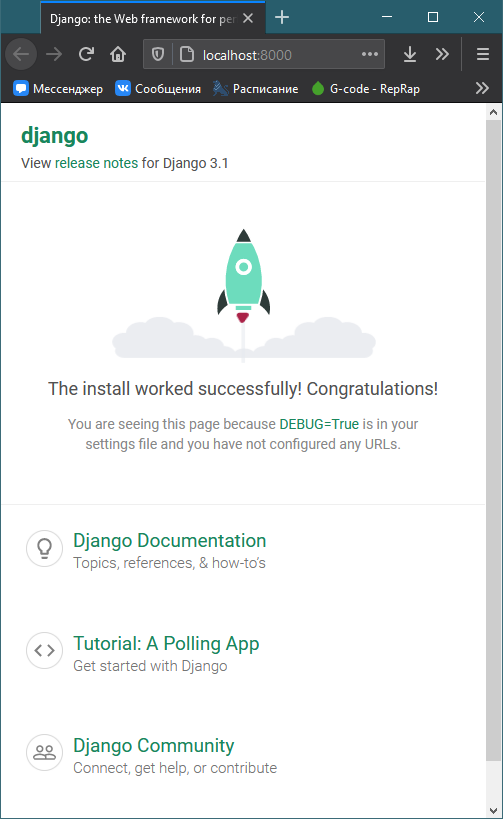 Django: the Web framework for per
localhost:8000
Мессенджер
Сообщения
Расписание
G-code - RepRap
django
View release notes for Django 3.1
The install worked successfully! Congratulations!
You are seeing this page because DEBUG=True is in your
settings file and you have not configured any URLs.
Django Documentation
Topics, references, & how-to's
Tutorial: A Polling App
Get started with Django
Django Community
Connect, get help, or contribute